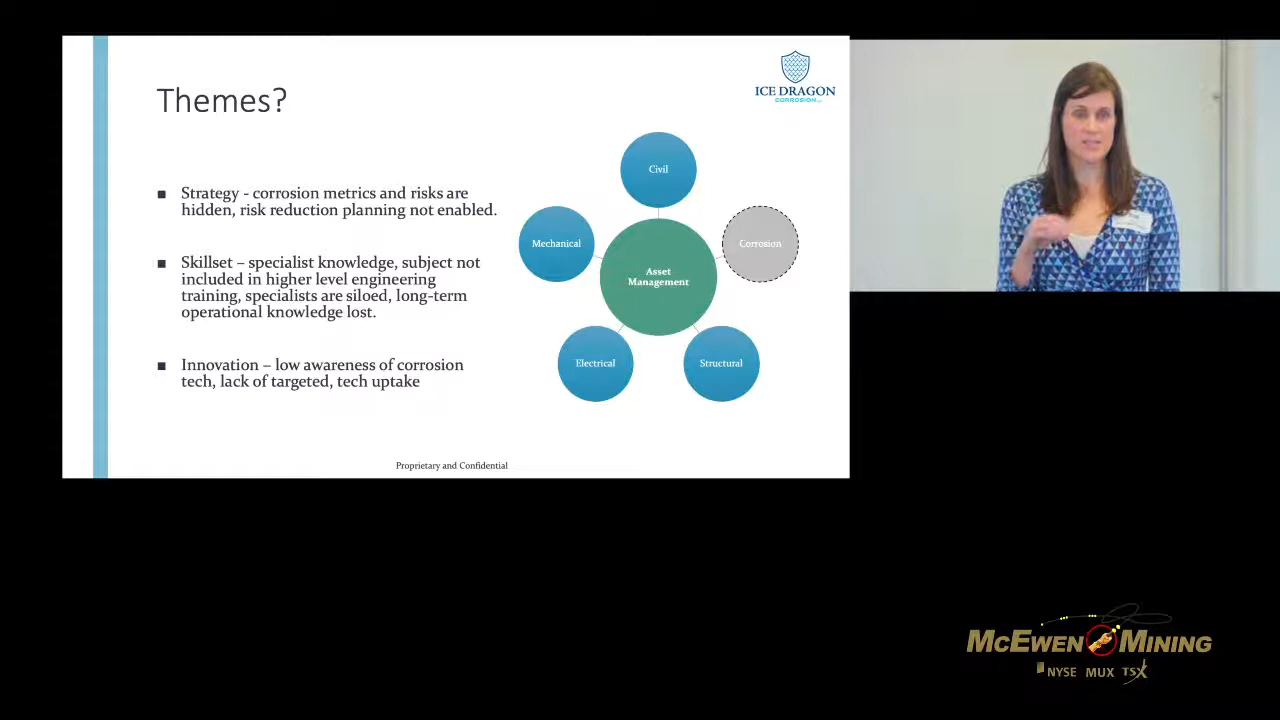 Themes?
ICE DRAGON
■ Strategy - corrosion metrics and risks are
hidden, risk reduction planning not enabled.
■ Skillset – specialist knowledge, subject not
included in higher level engineering
training, specialists are siloed, long-term
operational knowledge lost.
■ Innovation – low awareness of corrosion
tech, lack of targeted, tech uptake
Civil
Mechanical
Corrosion
Asset
Management
Electrical
Structural
Proprietary and Confidential
MCEWEN MINING
NYSE MUX TSX